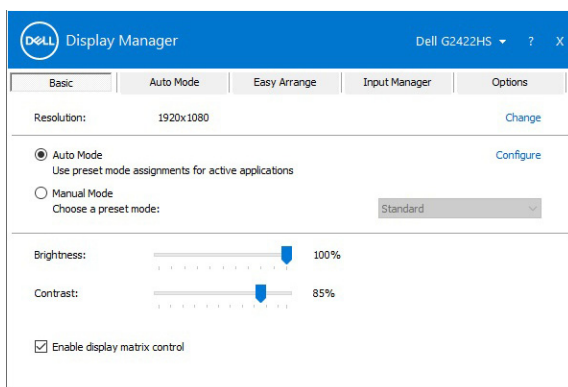 DELL Display Manager Dell G2422HS ? X
Basic Auto Mode Easy Arrange Input Manager Options
Resolution: 1920x1080 Change
Auto Mode Configure
Use preset mode assignments for active applications
Manual Mode
Choose a preset mode: Standard
Brightness: 100%
Contrast: 85%
Enable display matrix control